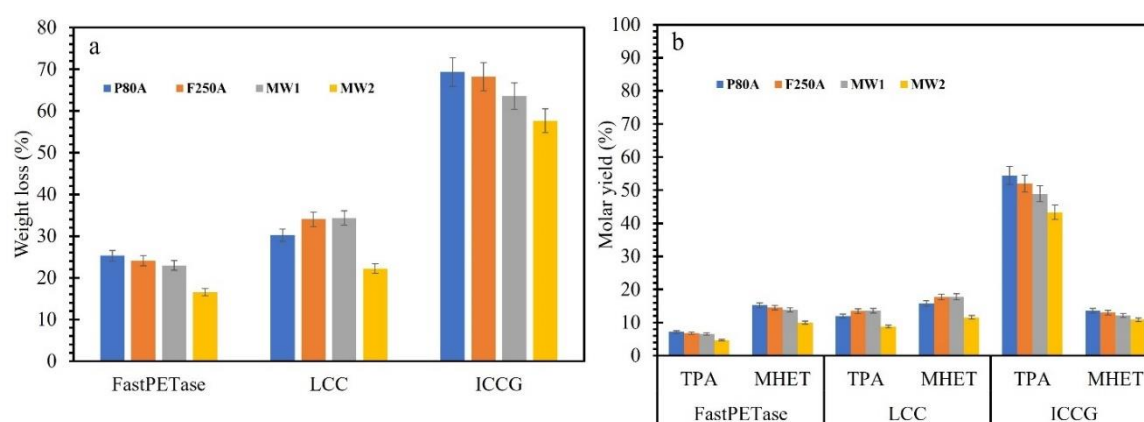 a
P80A F250A MW1 MW2
Weight loss (%)
80
70
60
50
40
30
20
10
0
FastPETase LCC ICCG
b
P80A F250A MW1 MW2
Molar yield (%)
100
90
80
70
60
50
40
30
20
10
0
TPA MHET TPA MHET TPA MHET
FastPETase LCC ICCG